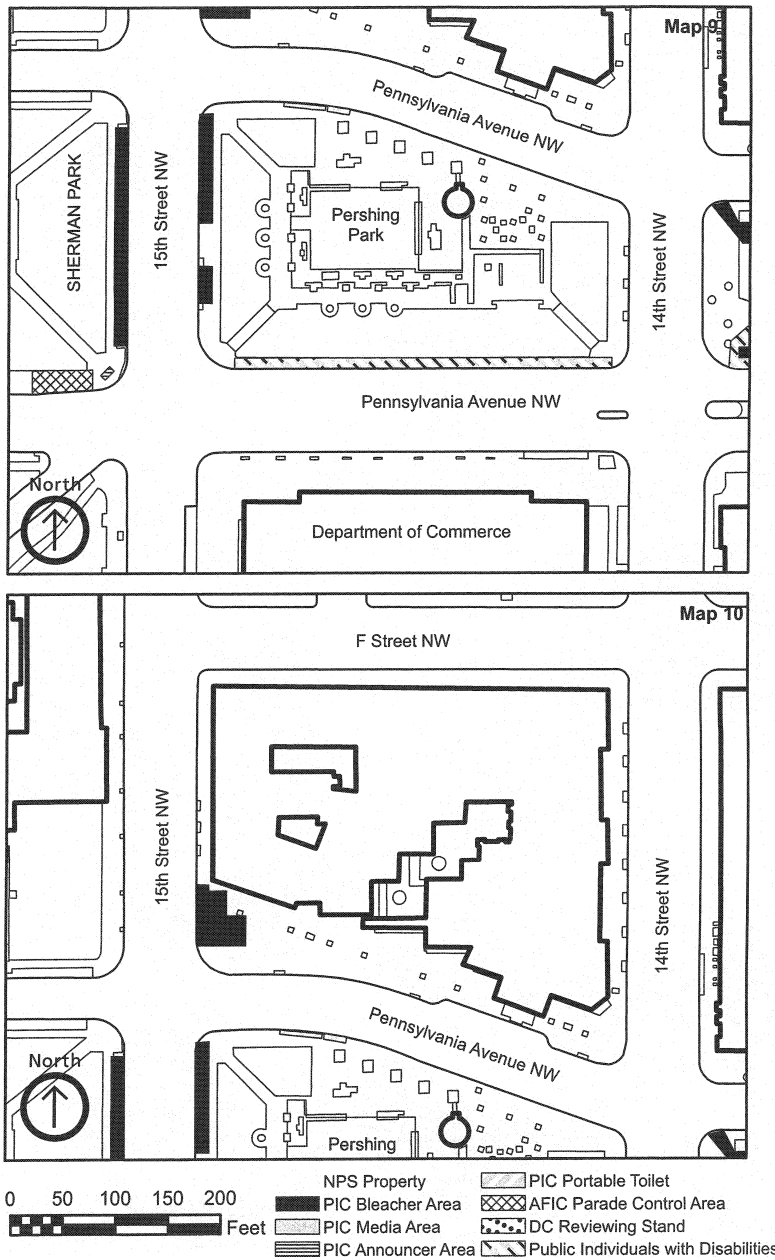 Map 9
Pennsylvania Avenue NW
SHERMAN PARK
15th Street NW
Pershing
Park
14th Street NW
Pennsylvania Avenue NW
North
Department of Commerce
Map 10
F Street NW
15th Street NW
14th Street NW
Pennsylvania Avenue NW
North
Pershing
0 50 100 150 200
Feet
NPS Property
PIC Bleacher Area
PIC Media Area
PIC Announcer Area
PIC Portable Toilet
AFIC Parade Control Area
DC Reviewing Stand
Public Individuals with Disabilities